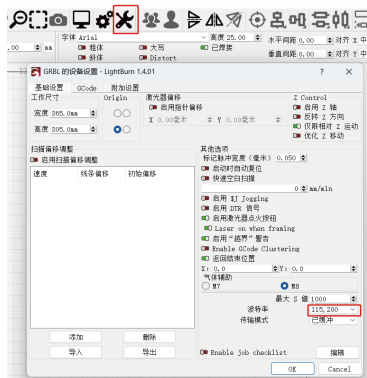 字体 Arial 高度 25.00 水平间距 0.00 对齐 X 中
.00 mm 粗体 大写 已焊接
斜体 Distort 垂直间距 0.00 对齐 Y 中
GRBL 的设备设置 - LightBurn 1.4.01 ? ×
基础设置 GCode 附加设置
工作尺寸 Origin 激光器偏移 Z Control
宽度 365.0mm 启用指针偏移 启用 Z 轴
X 0.00毫米 Y 0.00毫米 反转 Z 方向
高度 305.0mm 仅限相对 Z 运动
优化 Z 移动
扫描偏移调整 其他选项
启用扫描偏移调整 标记脉冲宽度（毫米） 0.050
速度 线条偏移 初始偏移 启动时自动复位
快速空白扫描
0 mm/min
启用 $J Jogging
启用 DTR 信号
启用激光器点火按钮
Laser on when framing
启用“越界”警告
Enable GCode Clustering
返回结束位置
X: 0.0 Y: 0.0
气体辅助
M7 M8
最大 S 值 1000
波特率 115,200
传输模式 已缓冲
添加 删除
导入 导出 Enable job checklist 编辑
OK Cancel